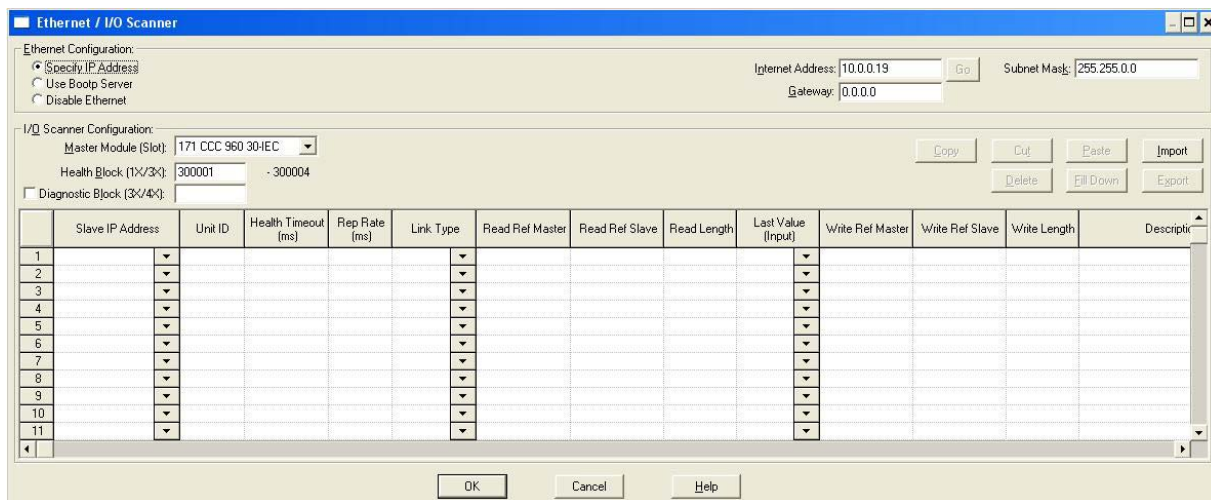 Ethernet / I/O Scanner
Ethernet Configuration:
Specify IP Address
Use Bootp Server
Disable Ethernet
Internet Address: 10.0.0.19
Go
Subnet Mask: 255.255.0.0
Gateway: 0.0.0.0
I/O Scanner Configuration:
Master Module (Slot): 171 CCC 960 30-IEC
Health Block (1X/3X): 300001 - 300004
Diagnostic Block (3X/4X):
Copy Cut Paste Import
Delete Fill Down Export
Slave IP Address Unit ID Health Timeout (ms) Rep Rate (ms) Link Type Read Ref Master Read Ref Slave Read Length Last Value (Input) Write Ref Master Write Ref Slave Write Length Descriptic
1
2
3
4
5
6
7
8
9
10
11
OK Cancel Help